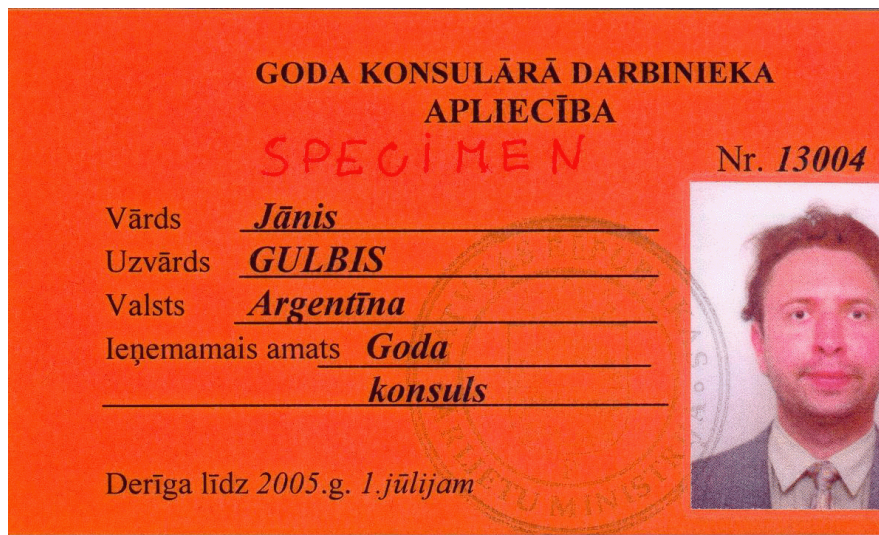 GODA KONSULĀRĀ DARBINIEKA
APLIECĪBA
SPECIMEN
Nr. 13004
Vārds Jānis
Uzvārds GULBIS
Valsts Argentīna
Ieņemamais amats Goda
konsuls
Derīga līdz 2005.g. 1.jūlijam